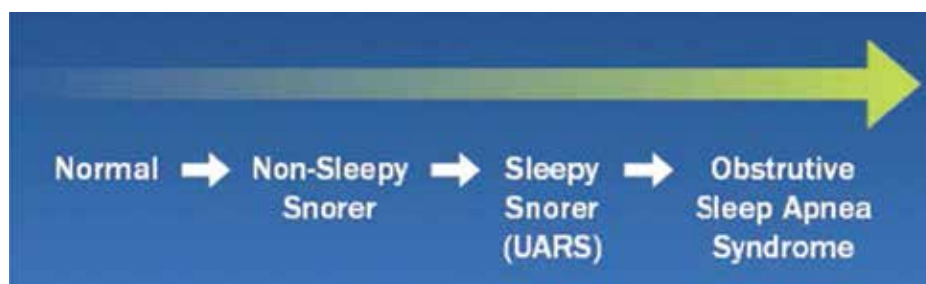 Normal
Non-Sleepy
Snorer
Sleepy
Snorer
(UARS)
Obstrutive
Sleep Apnea
Syndrome